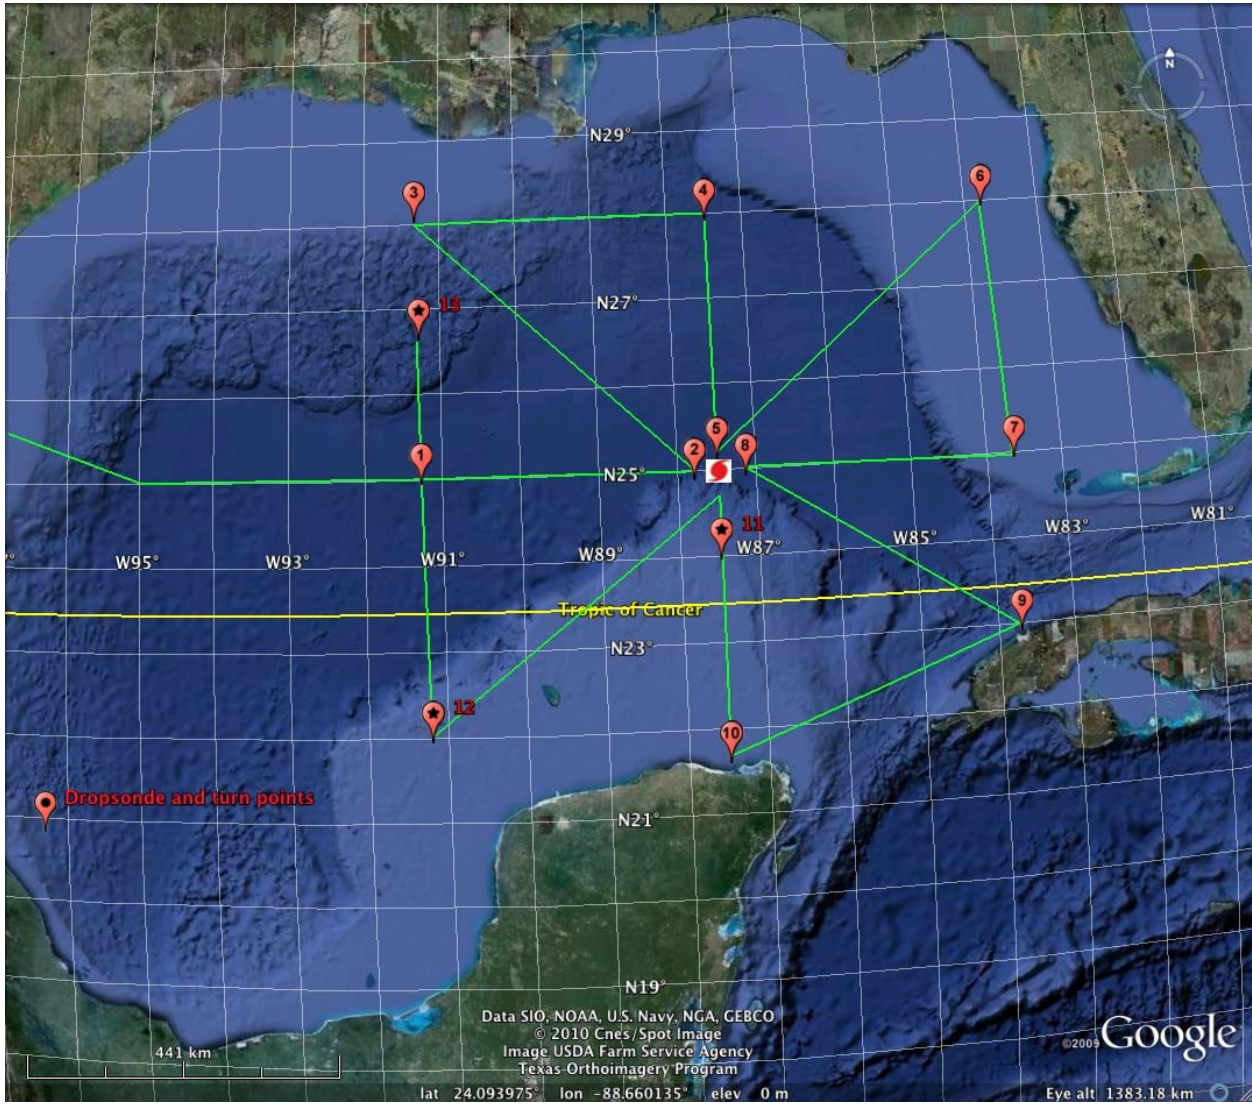 N
N29°
6
3
4
N27°
13
5
8
2
7
1
N25°
11
W81°
W83°
W85°
W87°
W89°
W91°
W93°
W95°
9
Tropic of Cancer
N23°
12
10
Dropsonde and turn points
N21°
N19°
Data SIO, NOAA, U.S. Navy, NGA, GEBCO
© 2010 Cnes/Spot Image
Image USDA Farm Service Agency
Texas Orthoimagery Program
©2009 Google
441 km
lat 24.093975° lon -88.660135° elev 0 m
Eye alt 1383.18 km